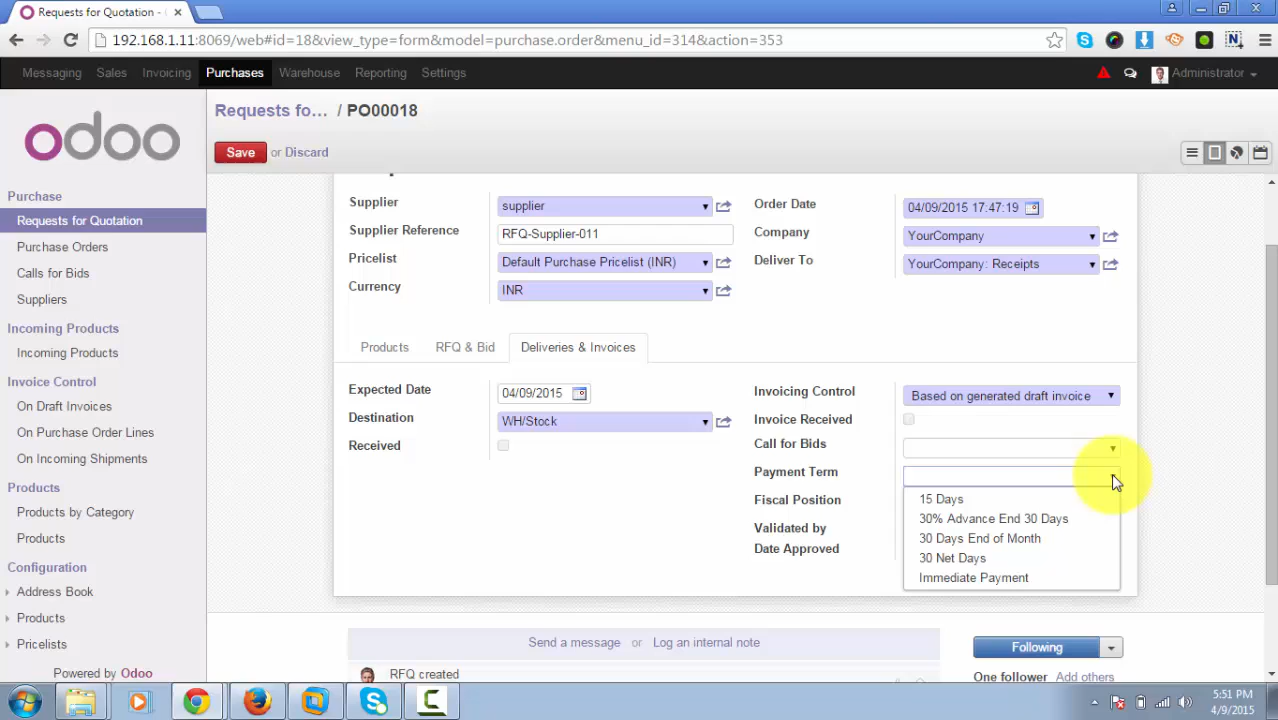 Requests for Quotation - 
192.168.1.11:8069/web#id=18&view_type=form&model=purchase.order&menu_id=314&action=353
Messaging Sales Invoicing Purchases Warehouse Reporting Settings Administrator
odoo
Requests fo... / PO00018
Save or Discard
Purchase
Requests for Quotation
Purchase Orders
Calls for Bids
Suppliers
Incoming Products
Incoming Products
Invoice Control
On Draft Invoices
On Purchase Order Lines
On Incoming Shipments
Products
Products by Category
Products
Configuration
Address Book
Products
Pricelists
Powered by Odoo
Supplier supplier
Supplier Reference RFQ-Supplier-011
Pricelist Default Purchase Pricelist (INR)
Currency INR
Order Date 04/09/2015 17:47:19
Company YourCompany
Deliver To YourCompany: Receipts
Products RFQ & Bid Deliveries & Invoices
Expected Date 04/09/2015
Destination WH/Stock
Received
Invoicing Control Based on generated draft invoice
Invoice Received
Call for Bids
Payment Term
Fiscal Position
Validated by
Date Approved
15 Days
30% Advance End 30 Days
30 Days End of Month
30 Net Days
Immediate Payment
Send a message or Log an internal note
RFQ created
Following
One follower Add others
5:51 PM
4/9/2015